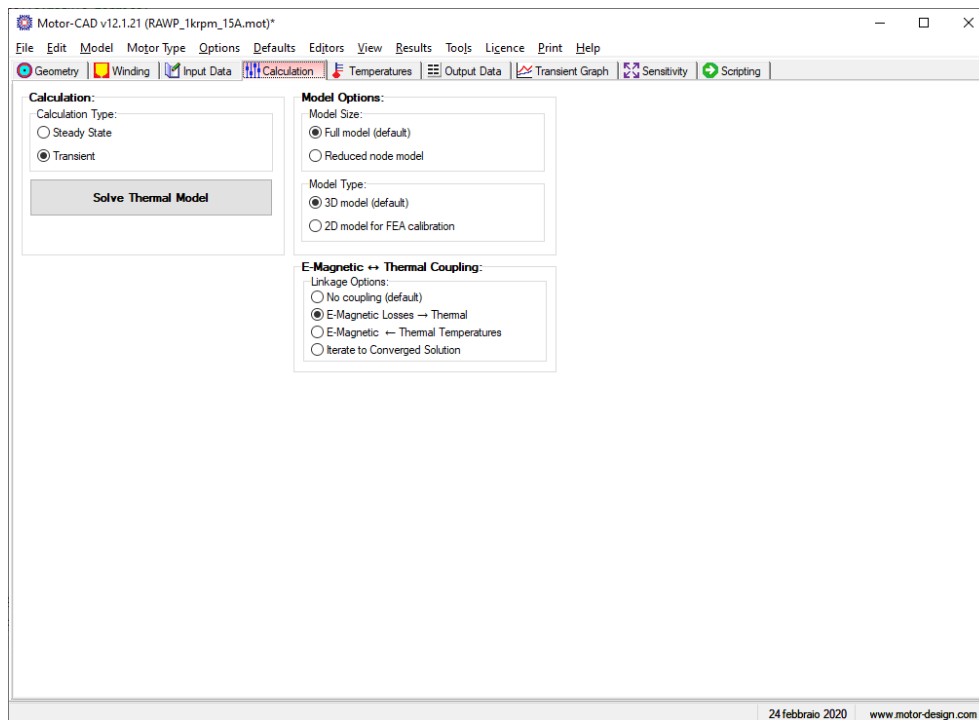 Motor-CAD v12.1.21 (RAWP_1krpm_15A.mot)*
File Edit Model Motor Type Options Defaults Editors View Results Tools Licence Print Help
Geometry Winding Input Data Calculation Temperatures Output Data Transient Graph Sensitivity Scripting
Calculation:
Calculation Type:
Steady State
Transient
Solve Thermal Model
Model Options:
Model Size:
Full model (default)
Reduced node model
Model Type:
3D model (default)
2D model for FEA calibration
E-Magnetic ↔ Thermal Coupling:
Linkage Options:
No coupling (default)
E-Magnetic Losses → Thermal
E-Magnetic ← Thermal Temperatures
Iterate to Converged Solution
24 febbraio 2020 www.motor-design.com